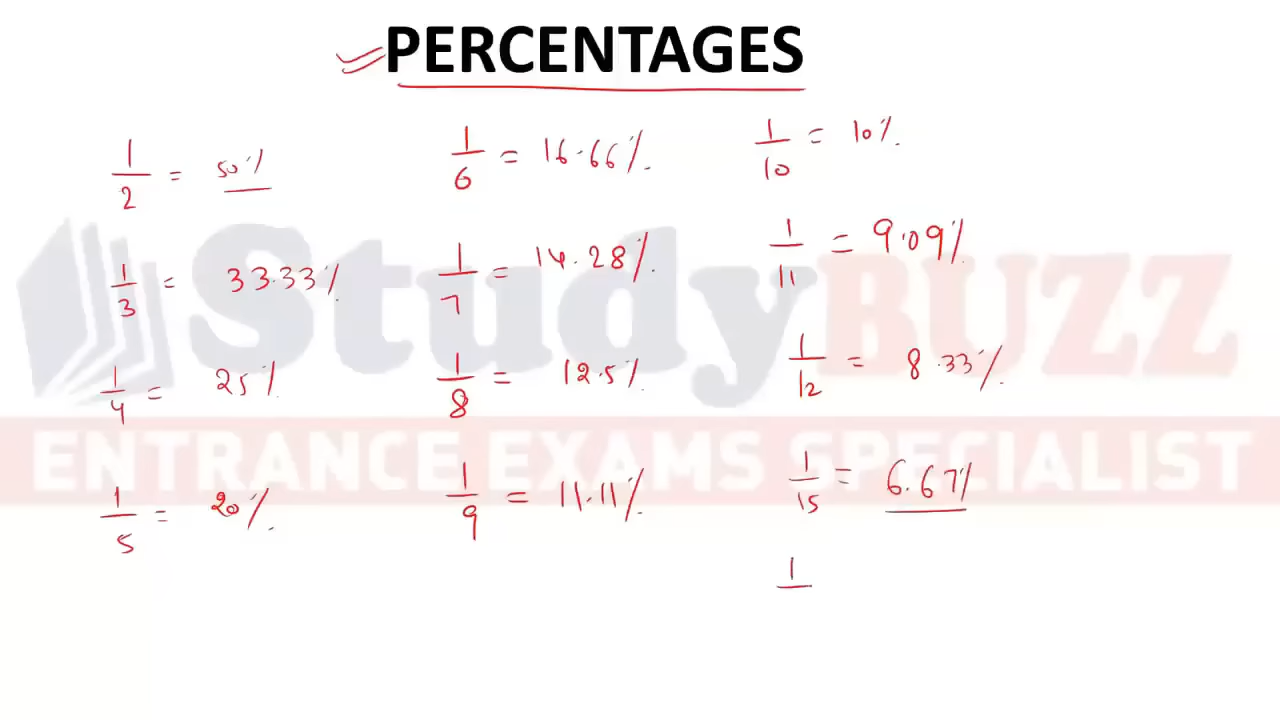 PERCENTAGES
1/2 = 50%
1/3 = 33.33%
1/4 = 25%
1/5 = 20%
1/6 = 16.66%
1/7 = 14.28%
1/8 = 12.5%
1/9 = 11.11%
1/10 = 10%
1/11 = 9.09%
1/12 = 8.33%
1/15 = 6.67%
1/
StudyBUZZ
ENTRANCE EXAMS SPECIALIST